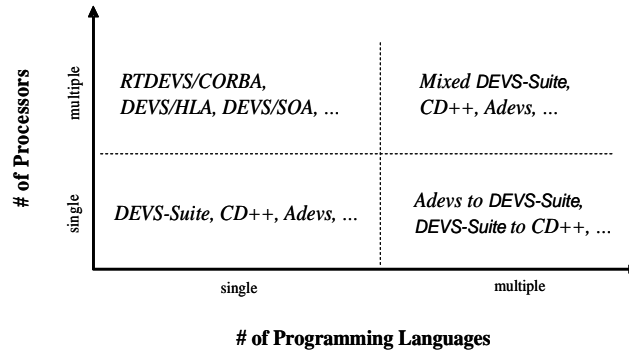 # of Processors
multiple
RTDEVS/CORBA,
DEVS/HLA, DEVS/SOA, ...
Mixed DEVS-Suite,
CD++, Adevs, ...
single
DEVS-Suite, CD++, Adevs, ...
Adevs to DEVS-Suite,
DEVS-Suite to CD++, ...
single
multiple
# of Programming Languages